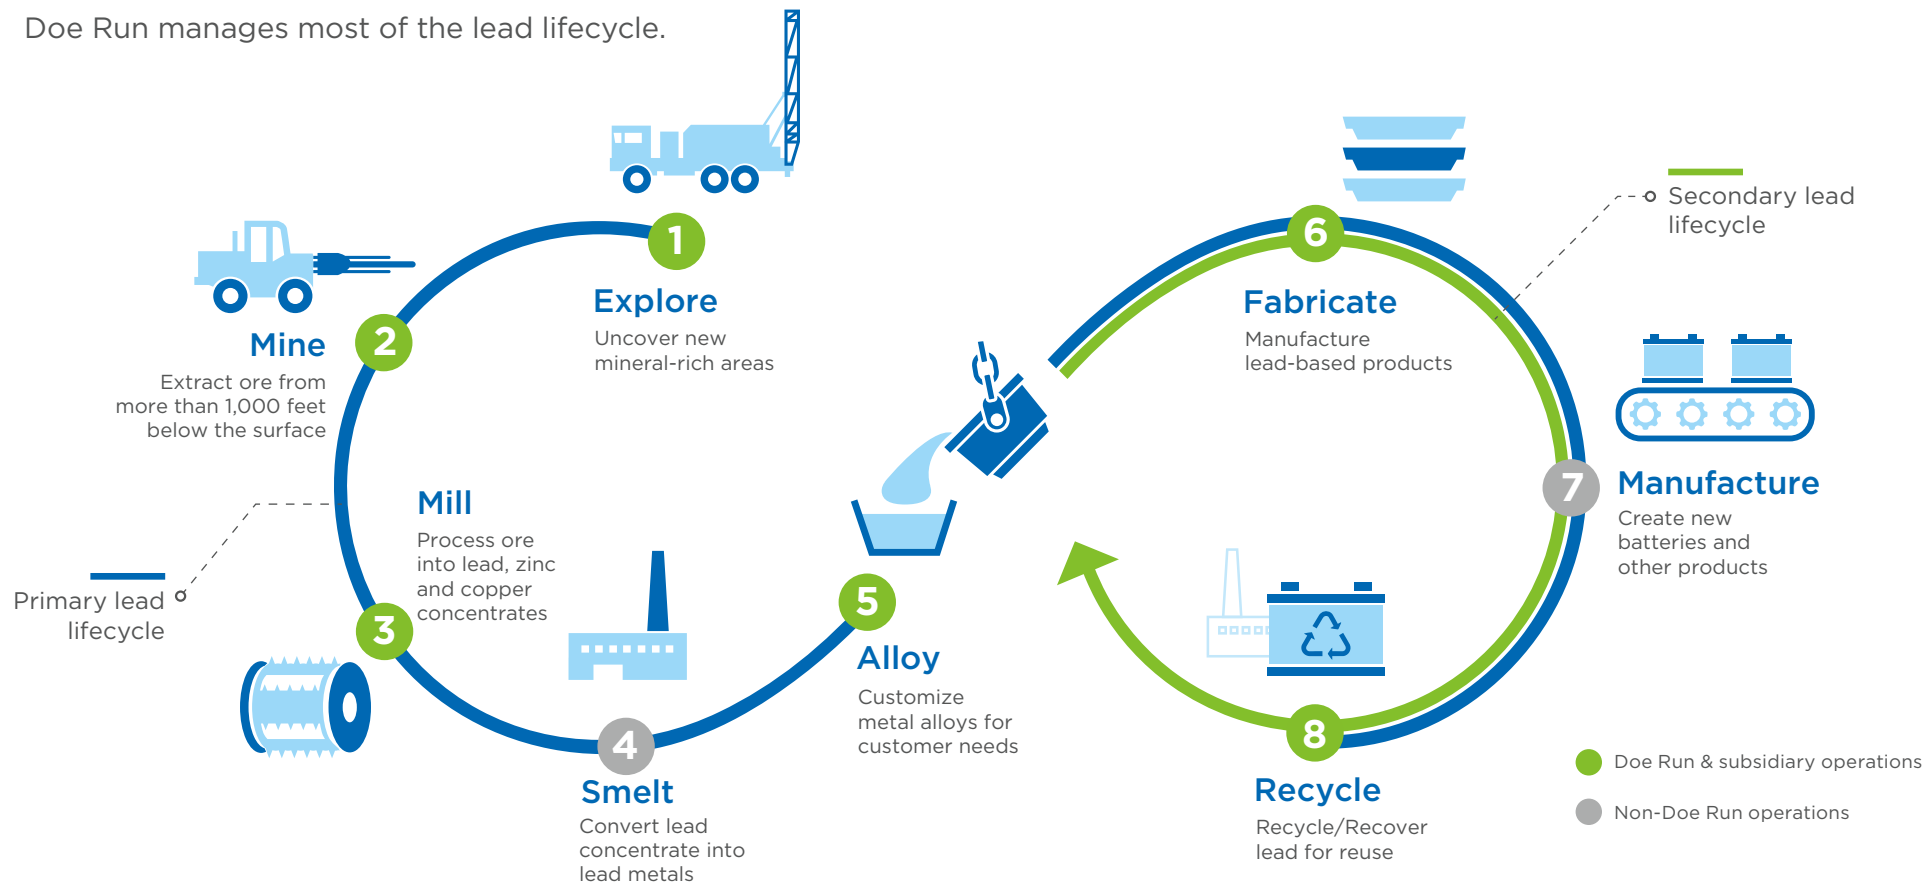 Doe Run manages most of the lead lifecycle.
1
Explore
Uncover new
mineral-rich areas
2
Mine
Extract ore from
more than 1,000 feet
below the surface
Primary lead
lifecycle
3
Mill
Process ore
into lead, zinc
and copper
concentrates
4
Smelt
Convert lead
concentrate into
lead metals
5
Alloy
Customize
metal alloys for
customer needs
6
Fabricate
Manufacture
lead-based products
Secondary lead
lifecycle
7
Manufacture
Create new
batteries and
other products
8
Recycle
Recycle/Recover
lead for reuse
Doe Run & subsidiary operations
Non-Doe Run operations